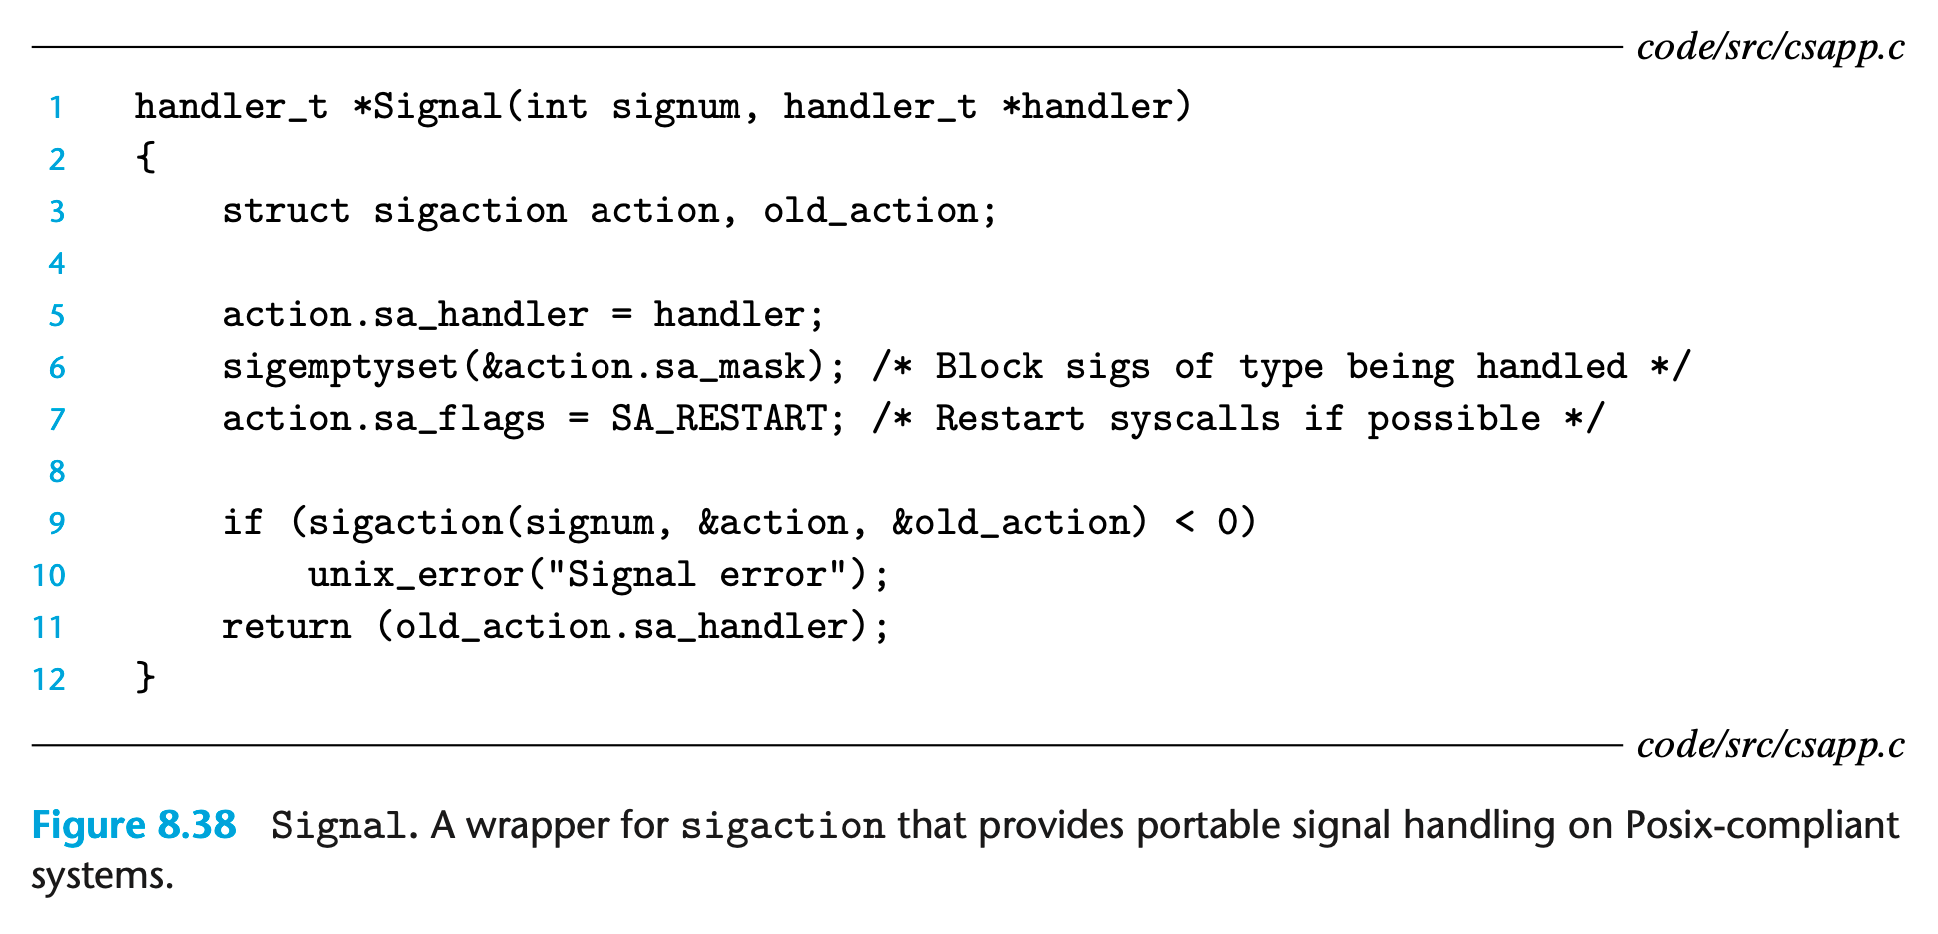 code/src/csapp.c
1 handler_t *Signal(int signum, handler_t *handler)
2 {
3     struct sigaction action, old_action;
4
5     action.sa_handler = handler;
6     sigemptyset(&action.sa_mask); /* Block sigs of type being handled */
7     action.sa_flags = SA_RESTART; /* Restart syscalls if possible */
8
9     if (sigaction(signum, &action, &old_action) < 0)
10         unix_error("Signal error");
11     return (old_action.sa_handler);
12 }
code/src/csapp.c
Figure 8.38 Signal. A wrapper for sigaction that provides portable signal handling on Posix-compliant
systems.